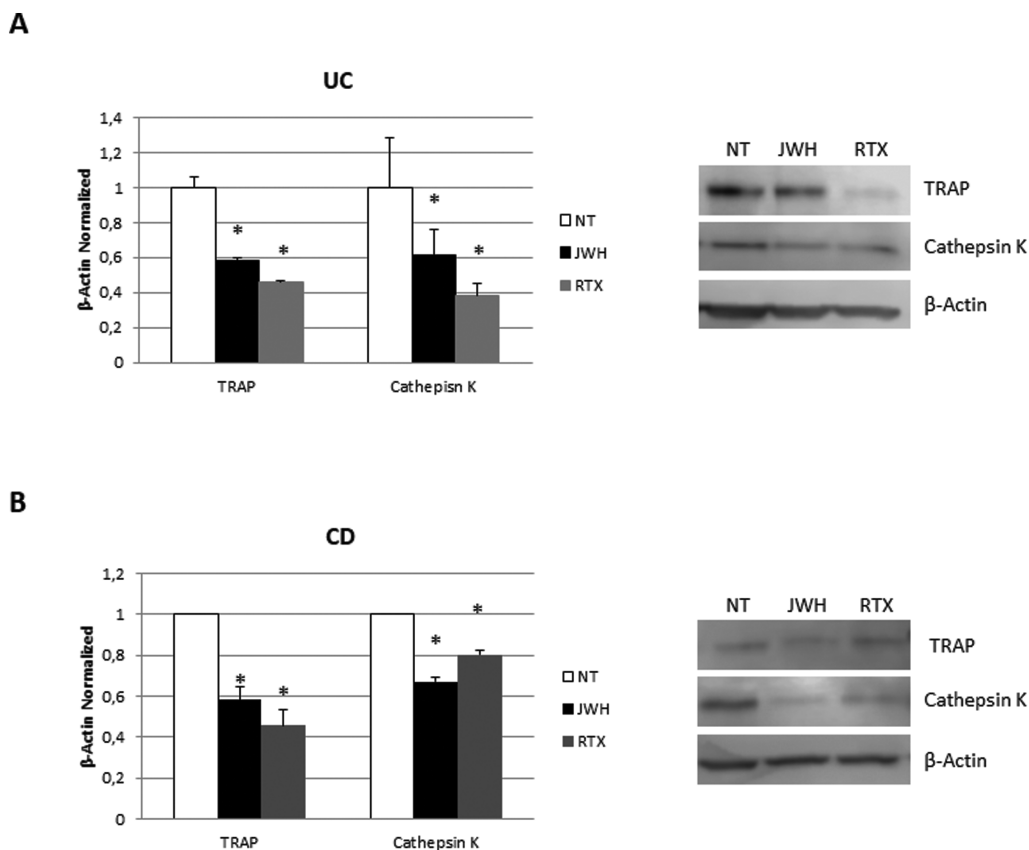 A
UC
β-Actin Normalized
1,4
1,2
1
0,8
0,6
0,4
0,2
0
*
*
*
*
TRAP
Cathepisn K
NT
JWH
RTX
NT JWH RTX
TRAP
Cathepsin K
β-Actin
B
CD
β-Actin Normalized
1,2
1
0,8
0,6
0,4
0,2
0
*
*
*
*
TRAP
Cathepsin K
NT
JWH
RTX
NT JWH RTX
TRAP
Cathepsin K
β-Actin